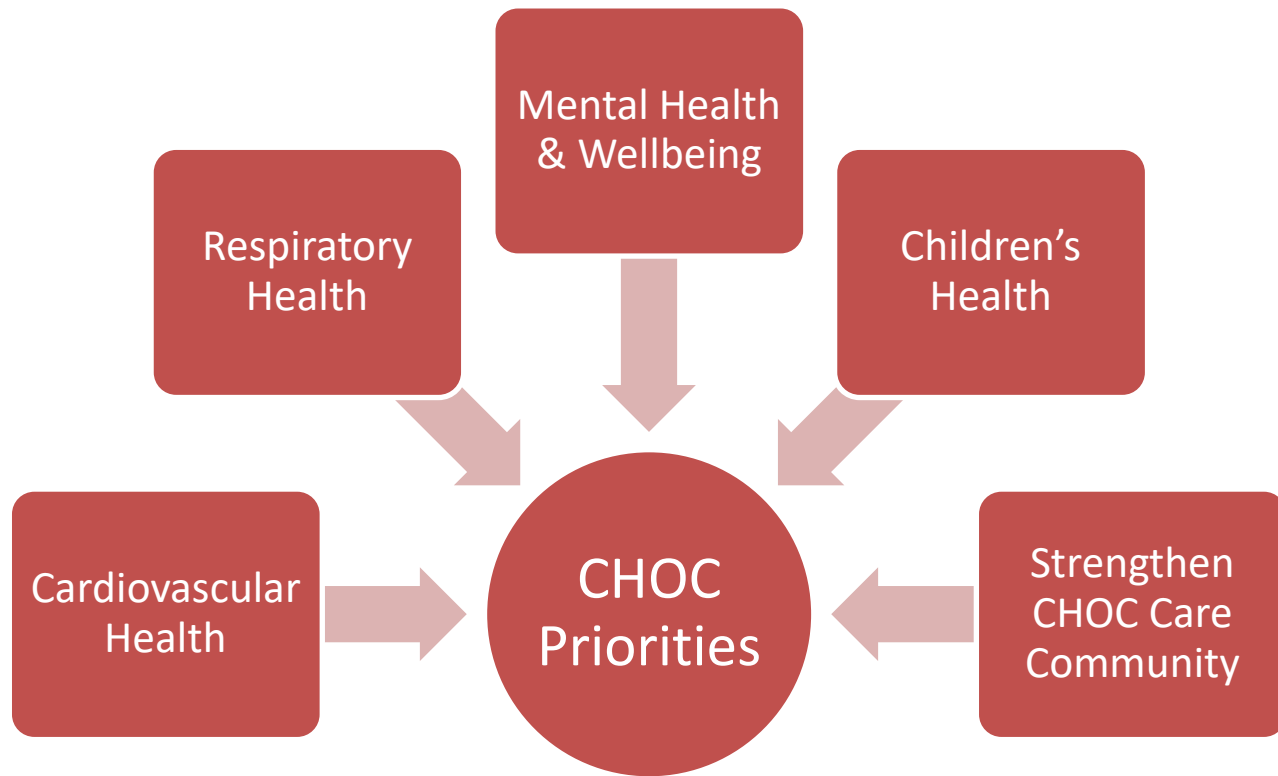 Mental Health
& Wellbeing
Respiratory
Health
Children’s
Health
Cardiovascular
Health
CHOC
Priorities
Strengthen
CHOC Care
Community